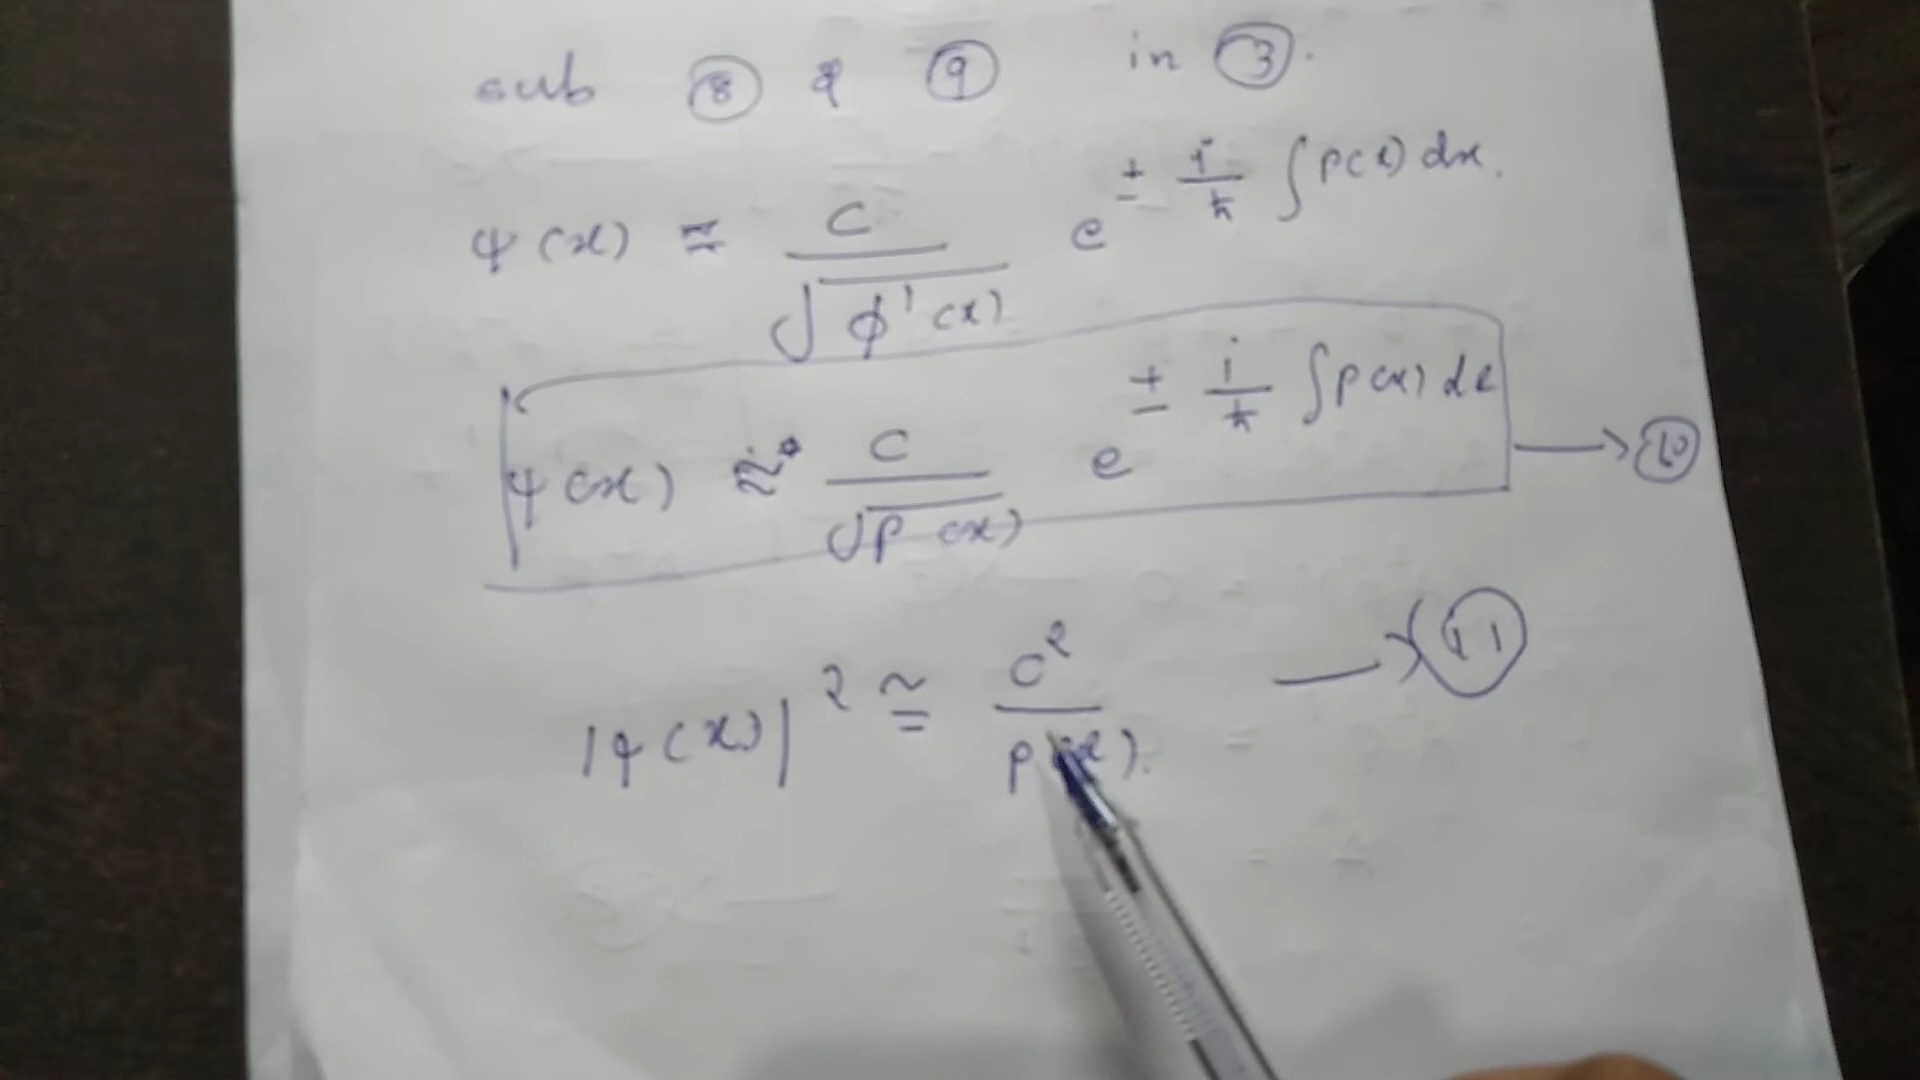 sub ⑧ & ⑨ in ③.
ψ(x) ≅ C / √φ'(x) e^{± i/ħ ∫p(x) dx}.
ψ(x) ≈ C / √p(x) e^{± i/ħ ∫p(x) dx} → ⑩
|ψ(x)|² ≅ C² / p(x). → ⑪